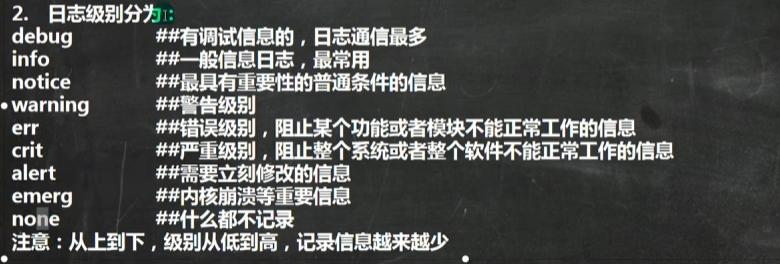 2. 日志级别分为：
debug ##有调试信息的，日志通信最多
info ##一般信息日志，最常用
notice ##最具有重要性的普通条件的信息
warning ##警告级别
err ##错误级别，阻止某个功能或者模块不能正常工作的信息
crit ##严重级别，阻止整个系统或者整个软件不能正常工作的信息
alert ##需要立刻修改的信息
emerg ##内核崩溃等重要信息
none ##什么都不记录
注意：从上到下，级别从低到高，记录信息越来越少